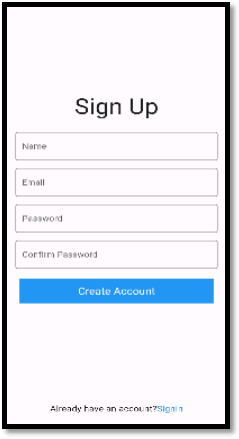 Sign Up
Name
Email
Password
Confirm Password
Create Account
Already have an account?Signin